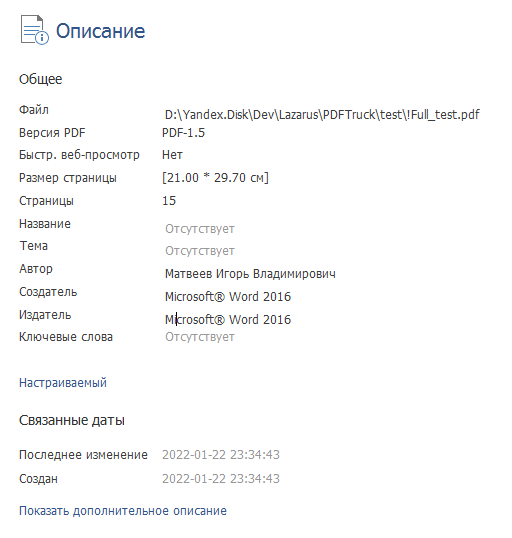 Описание
Общее
Файл D:\Yandex.Disk\Dev\Lazarus\PDFTruck\test\!Full_test.pdf
Версия PDF PDF-1.5
Быстр. веб-просмотр Нет
Размер страницы [21.00 * 29.70 см]
Страницы 15
Название Отсутствует
Тема Отсутствует
Автор Матвеев Игорь Владимирович
Создатель Microsoft® Word 2016
Издатель Microsoft® Word 2016
Ключевые слова Отсутствует
Настраиваемый
Связанные даты
Последнее изменение 2022-01-22 23:34:43
Создан 2022-01-22 23:34:43
Показать дополнительное описание